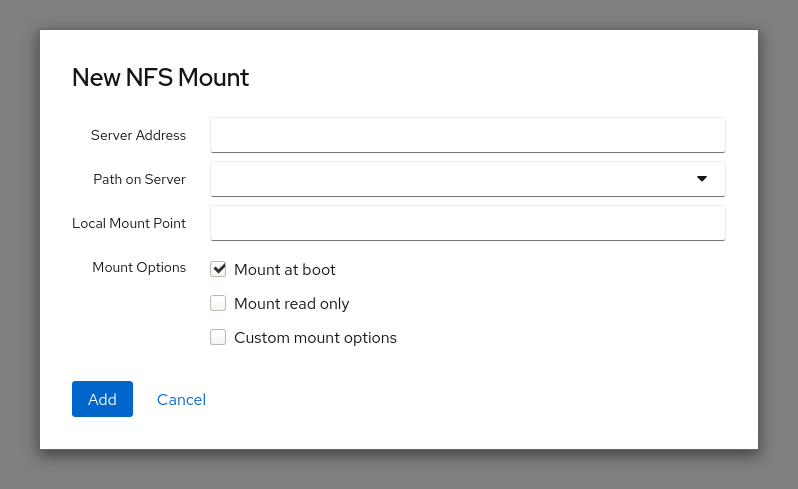 New NFS Mount
Server Address
Path on Server
Local Mount Point
Mount Options
Mount at boot
Mount read only
Custom mount options
Add
Cancel